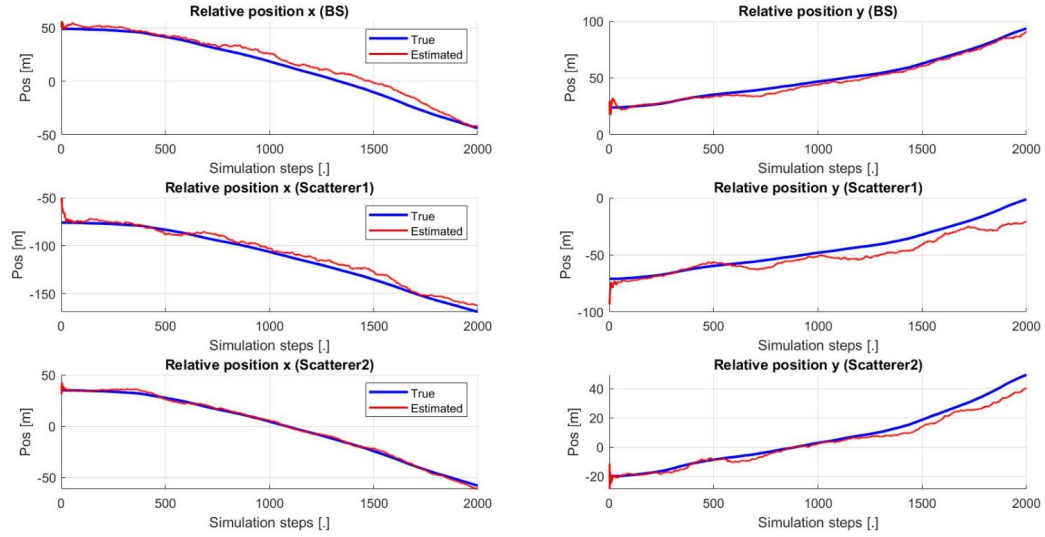 Relative position x (BS)
50
0
-50
Pos [m]
True
Estimated
0 500 1000 1500 2000
Simulation steps [.]
Relative position y (BS)
100
50
0
Pos [m]
0 500 1000 1500 2000
Simulation steps [.]
Relative position x (Scatterer1)
-50
-100
-150
Pos [m]
True
Estimated
0 500 1000 1500 2000
Simulation steps [.]
Relative position y (Scatterer1)
0
-50
-100
Pos [m]
0 500 1000 1500 2000
Simulation steps [.]
Relative position x (Scatterer2)
50
0
-50
Pos [m]
True
Estimated
0 500 1000 1500 2000
Simulation steps [.]
Relative position y (Scatterer2)
40
20
0
-20
Pos [m]
0 500 1000 1500 2000
Simulation steps [.]